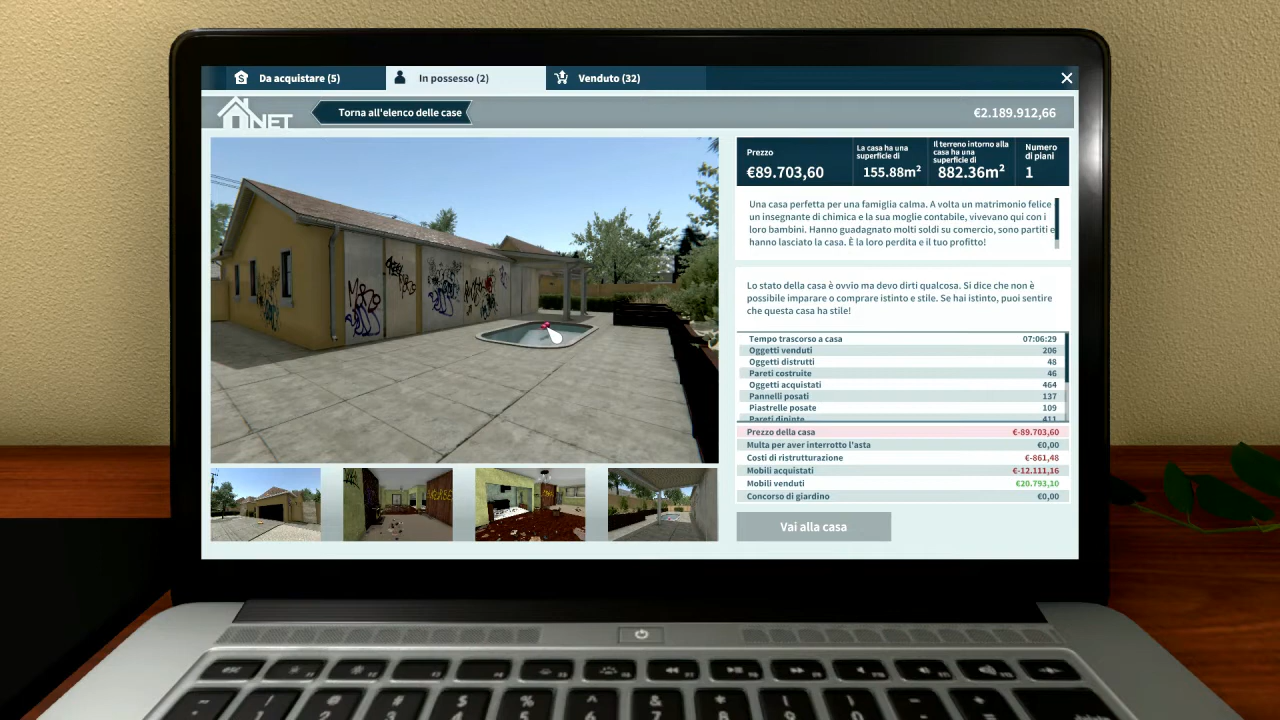 Da acquistare (5)
In possesso (2)
Venduto (32)
NET
Torna all'elenco delle case
€2.189.912,66
Prezzo
€89.703,60
La casa ha una
superficie di
155.88m²
Il terreno intorno alla
casa ha una
superficie di
882.36m²
Numero
di piani
1
Una casa perfetta per una famiglia calma. A volta un matrimonio felice
un insegnante di chimica e la sua moglie contabile, vivevano qui con i
loro bambini. Hanno guadagnato molti soldi su comercio, sono partiti e
hanno lasciato la casa. È la loro perdita e il tuo profitto!
Lo stato della casa è ovvio ma devo dirti qualcosa. Si dice che non è
possibile imparare o comprare istinto e stile. Se hai istinto, puoi sentire
che questa casa ha stile!
Tempo trascorso a casa 07:06:29
Oggetti venduti 206
Oggetti distrutti 48
Pareti costruite 46
Oggetti acquistati 464
Pannelli posati 137
Piastrelle posate 109
Pareti dipinte 411
Prezzo della casa €-89.703,60
Multa per aver interrotto l'asta €0,00
Costi di ristrutturazione €-861,48
Mobili acquistati €-12.111,16
Mobili venduti €20.793,10
Concorso di giardino €0,00
Vai alla casa